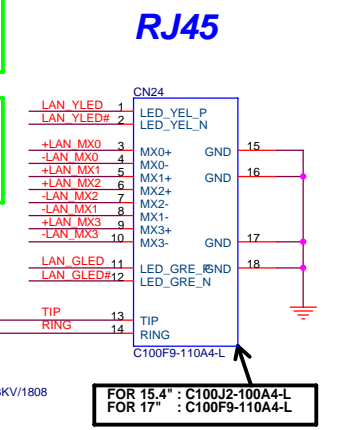 RJ45
CN24
LAN_YLED 1 LED_YEL_P
LAN_YLED# 2 LED_YEL_N
+LAN_MX0 3 MX0+ GND 15
-LAN_MX0 4 MX0-
+LAN_MX1 5 MX1+ GND 16
+LAN_MX2 6 MX2+
-LAN_MX2 7 MX2-
-LAN_MX1 8 MX1-
+LAN_MX3 9 MX3+
-LAN_MX3 10 MX3- GND 17
LAN_GLED 11 LED_GRE_P GND 18
LAN_GLED# 12 LED_GRE_N
TIP 13 TIP
RING 14 RING
C100F9-110A4-L
KV/1808
FOR 15.4" : C100J2-100A4-L
FOR 17" : C100F9-110A4-L